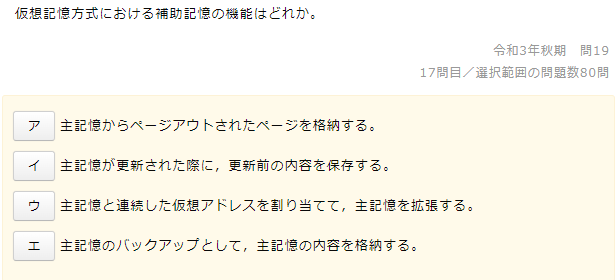 仮想記憶方式における補助記憶の機能はどれか。
令和3年秋期　問19
17問目／選択範囲の問題数80問
ア 主記憶からページアウトされたページを格納する。
イ 主記憶が更新された際に，更新前の内容を保存する。
ウ 主記憶と連続した仮想アドレスを割り当てて，主記憶を拡張する。
エ 主記憶のバックアップとして，主記憶の内容を格納する。